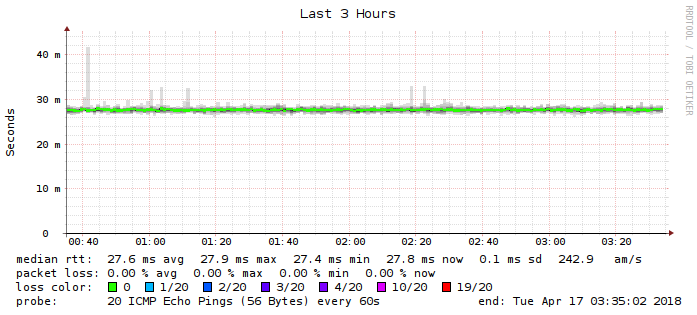 Last 3 Hours
RRDTOOL / TOBI OETIKER
Seconds
40 m
30 m
20 m
10 m
0
00:40 01:00 01:20 01:40 02:00 02:20 02:40 03:00 03:20
median rtt: 27.6 ms avg 27.9 ms max 27.4 ms min 27.8 ms now 0.1 ms sd 242.9 am/s
packet loss: 0.00 % avg 0.00 % max 0.00 % min 0.00 % now
loss color: 0 1/20 2/20 3/20 4/20 10/20 19/20
probe: 20 ICMP Echo Pings (56 Bytes) every 60s end: Tue Apr 17 03:35:02 2018